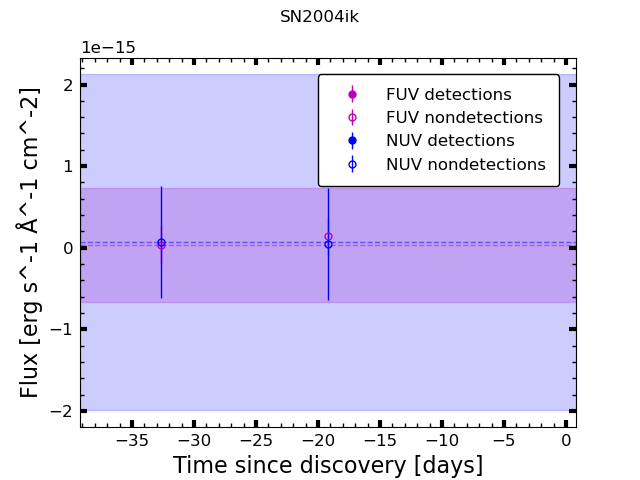 SN2004ik
1e−15
2
1
0
−1
−2
Flux [erg s^-1 Å^-1 cm^-2]
FUV detections
FUV nondetections
NUV detections
NUV nondetections
−35 −30 −25 −20 −15 −10 −5 0
Time since discovery [days]